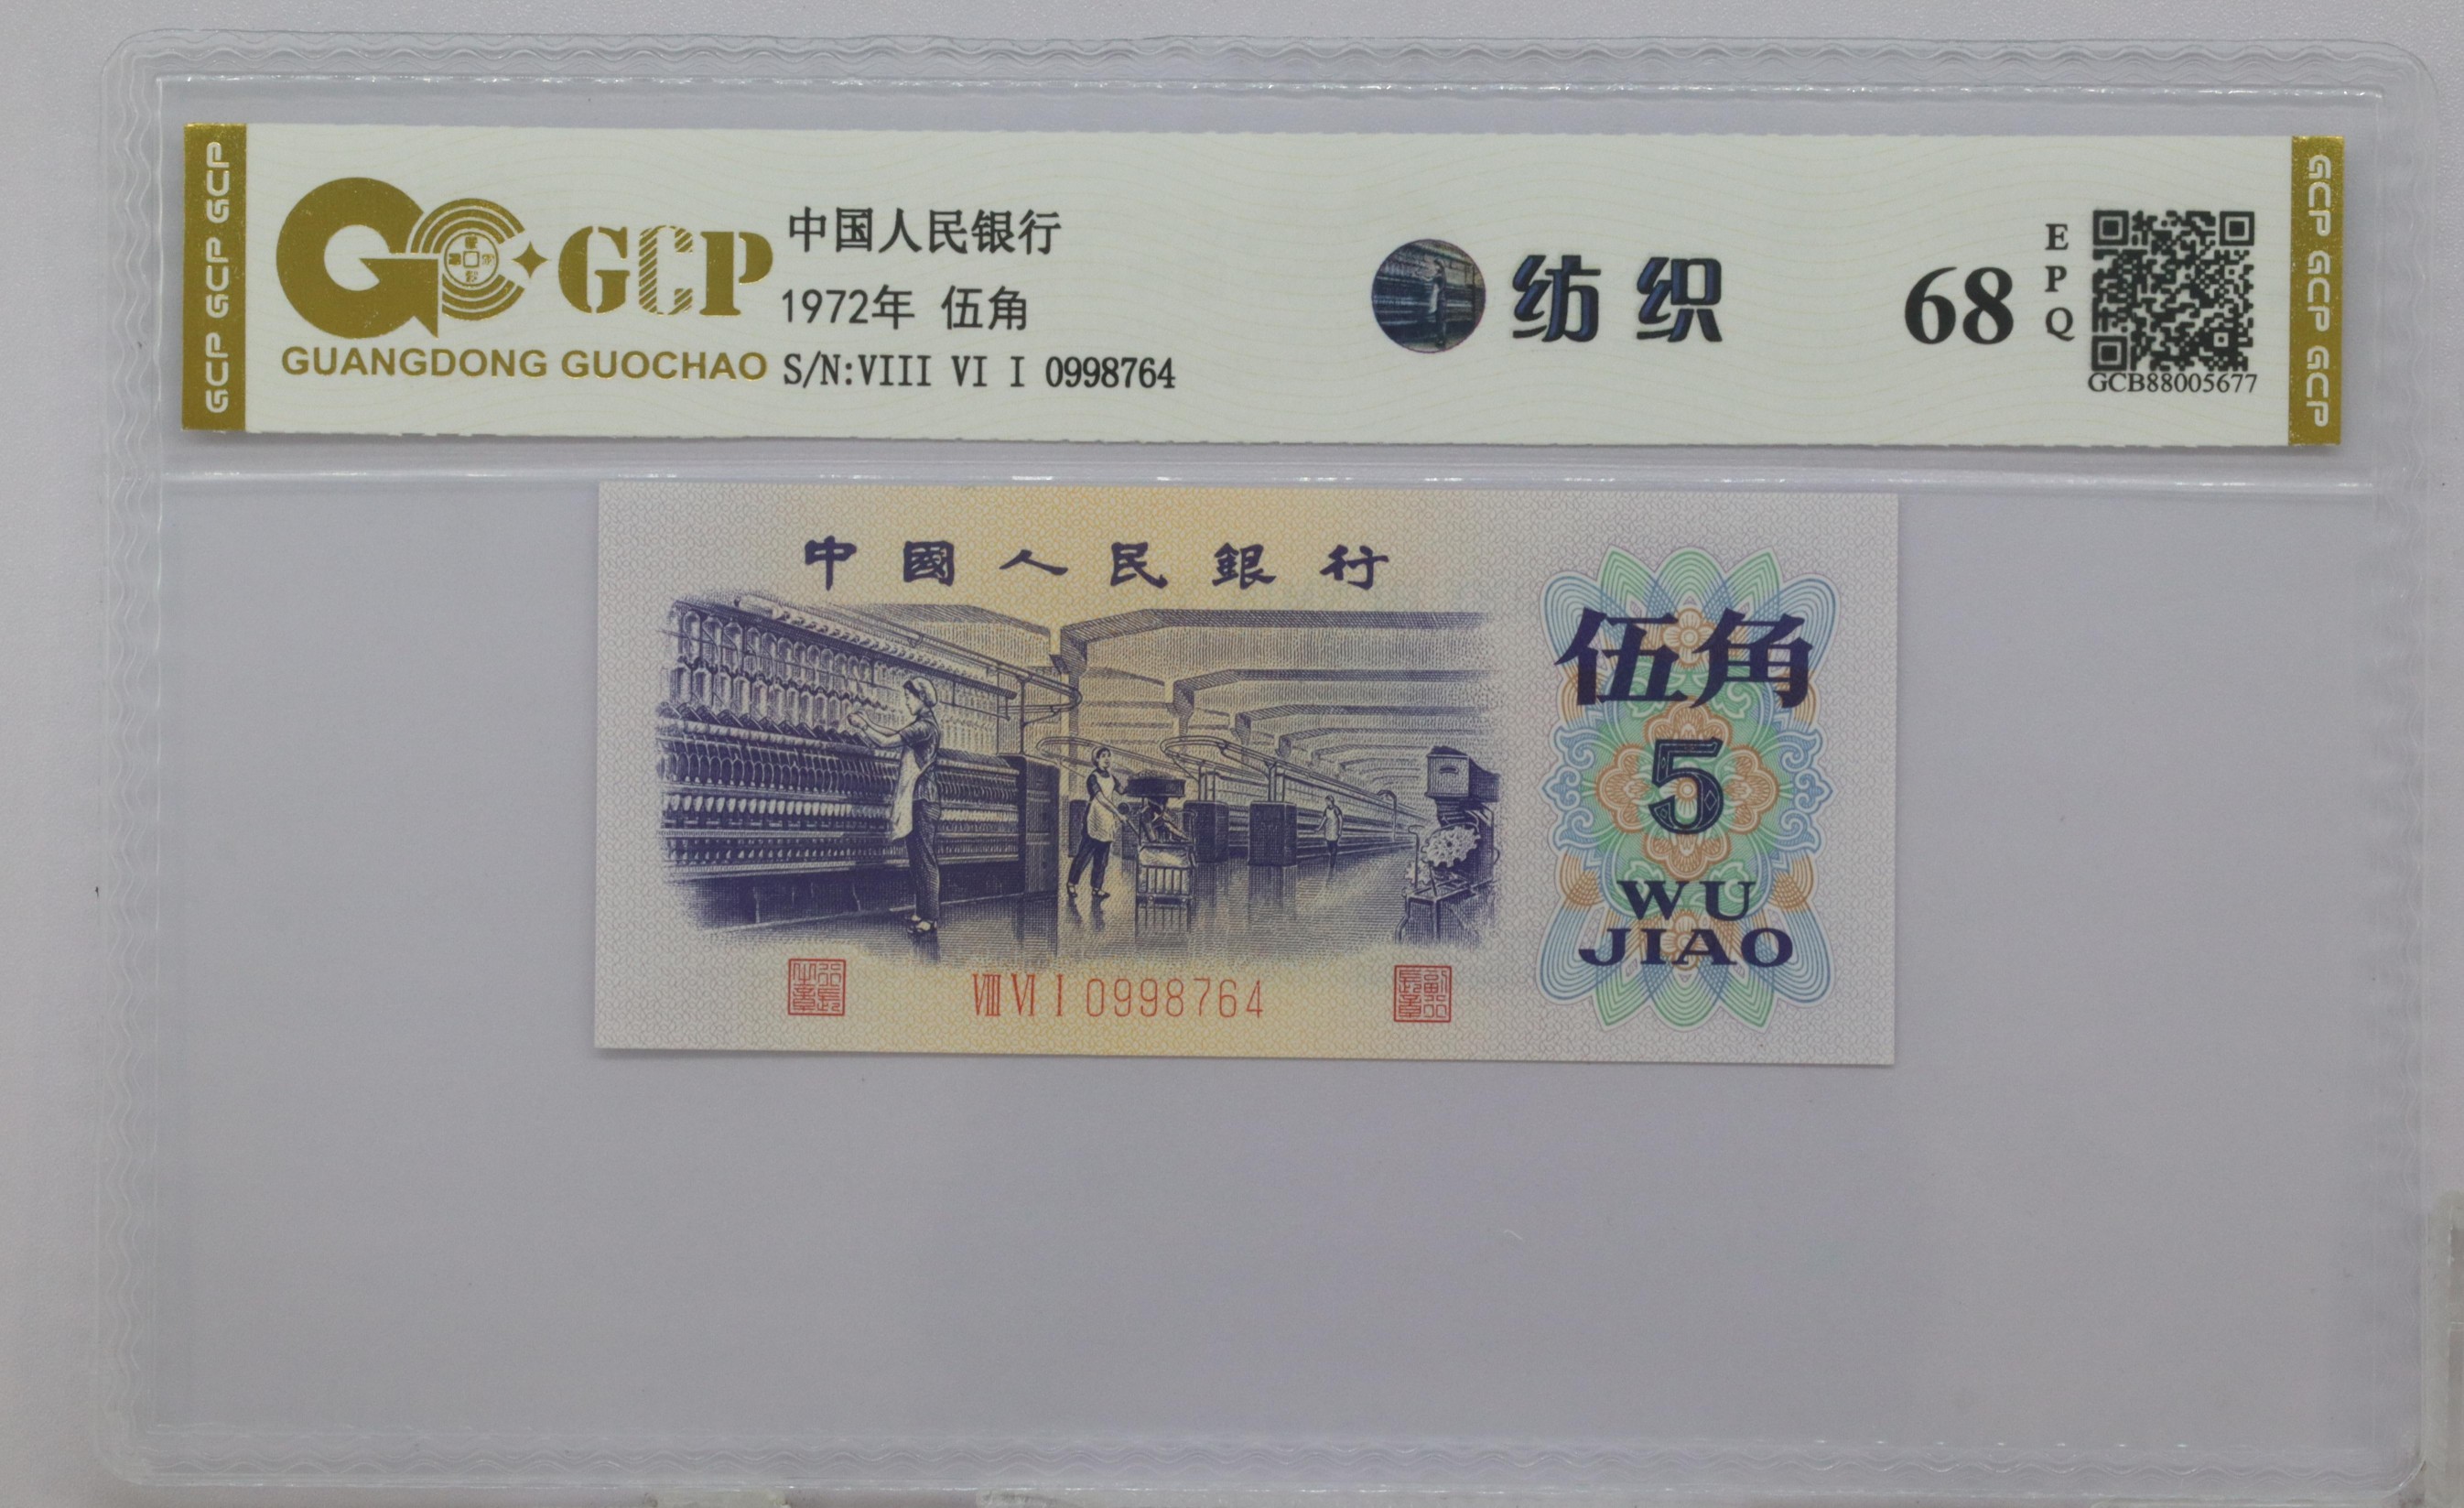 GCP GCP GCP
GCP
GUANGDONG GUOCHAO
中国人民银行
1972年 伍角
S/N:VIII VI I 0998764
纺织
68
EPQ
GCB88005677
GCP GCP GCP
中國人民銀行
伍角
5
WU
JIAO
VIII VI I 0998764